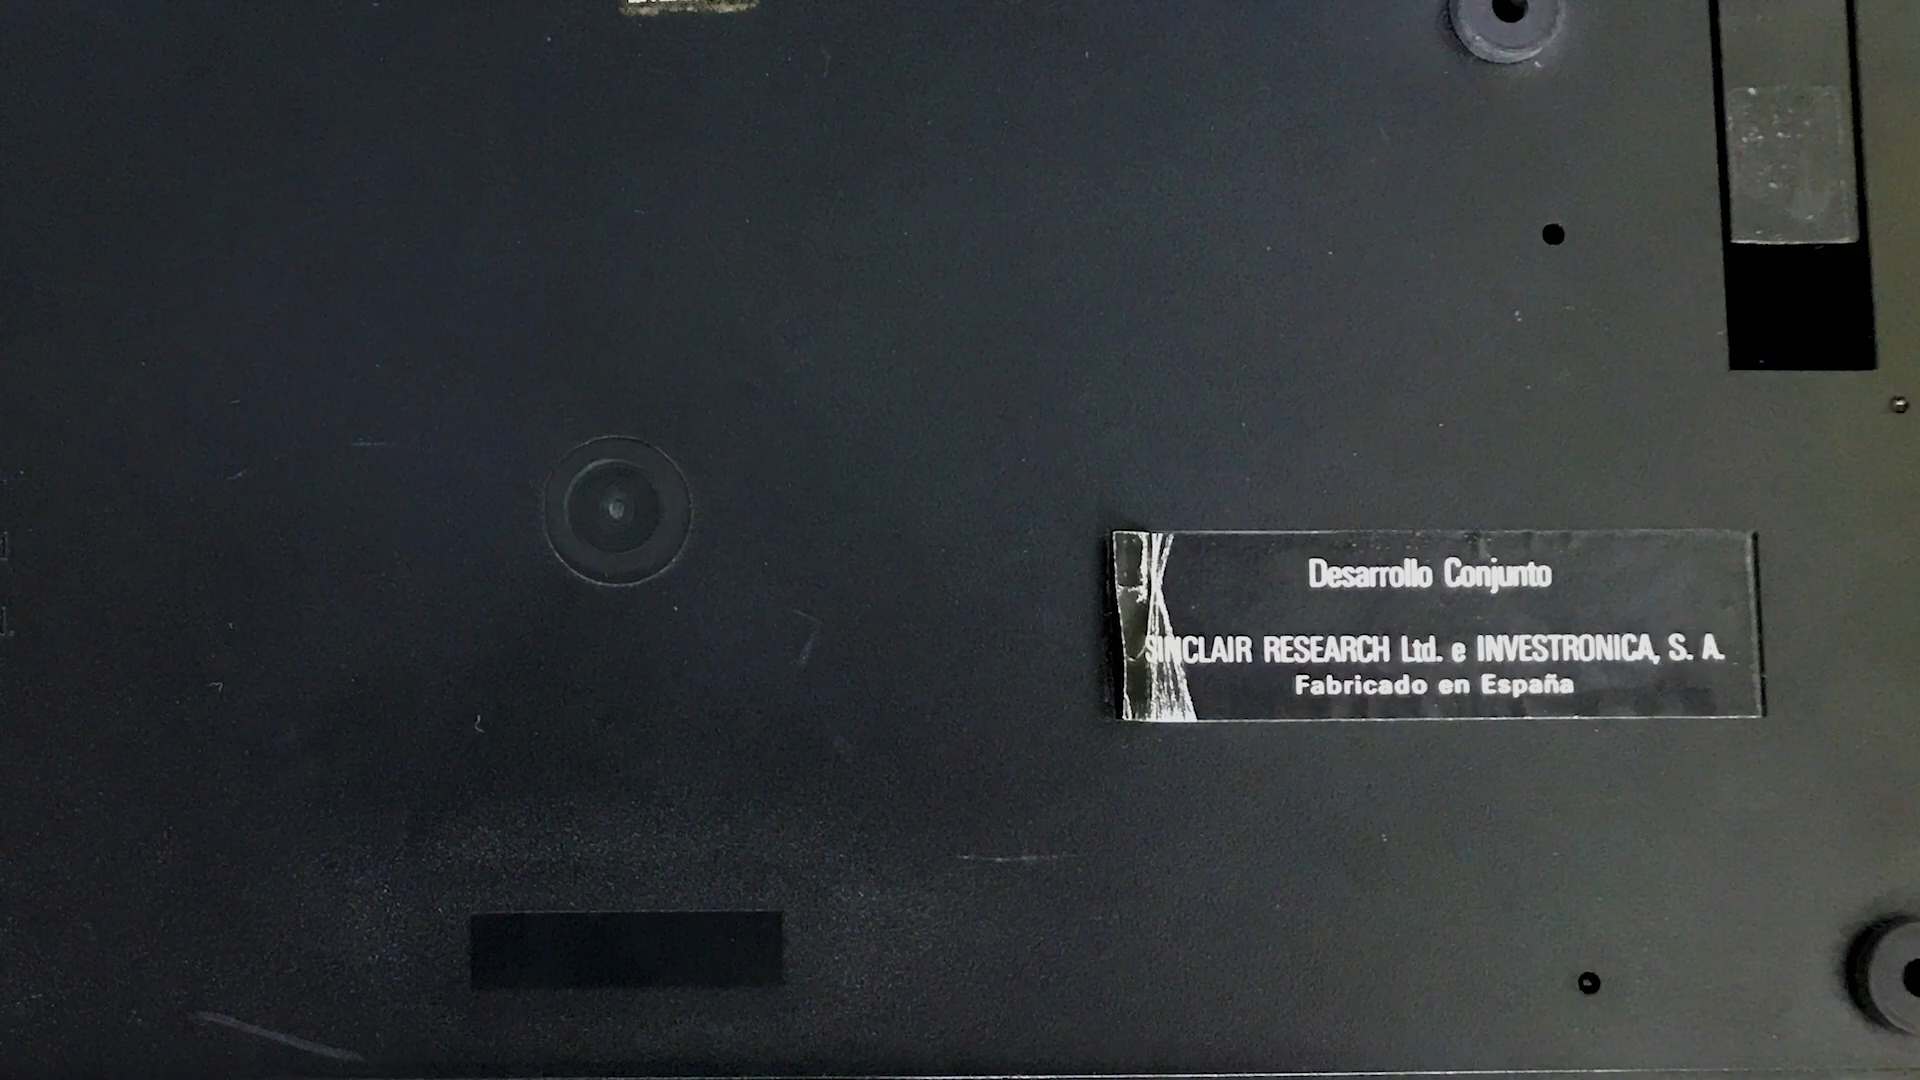 Desarrollo Conjunto
SINCLAIR RESEARCH Ltd. e INVESTRONICA, S. A.
Fabricado en España